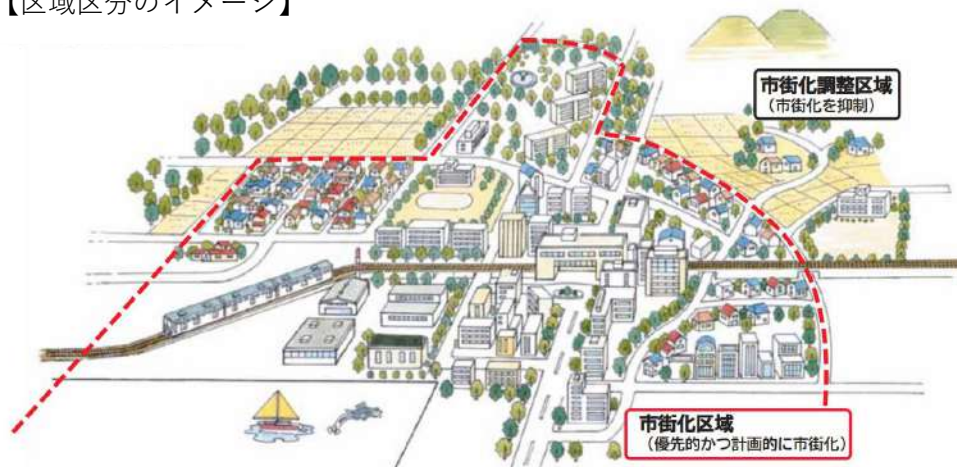 【区域区分のイメージ】
市街化調整区域
（市街化を抑制）
市街化区域
（優先的かつ計画的に市街化）